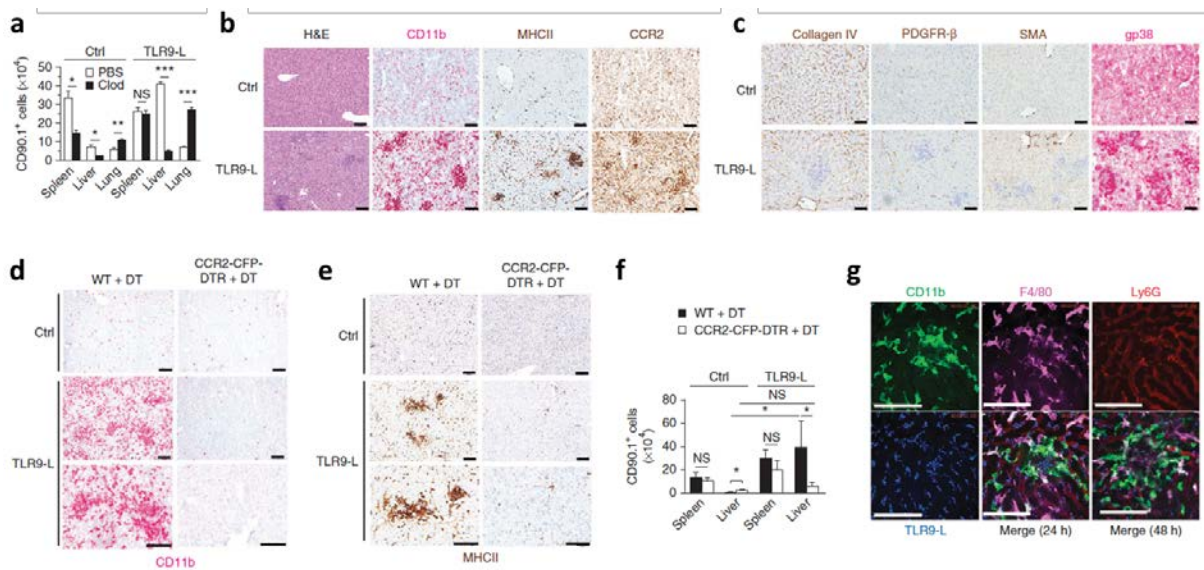 a
Ctrl TLR9-L
PBS
Clod
CD90.1+ cells (×10⁴)
50
40
30
20
10
0
* * ** NS *** ***
Spleen Liver Lung Spleen Liver Lung
b
H&E CD11b MHCII CCR2
Ctrl
TLR9-L
c
Collagen IV PDGFR-β SMA gp38
Ctrl
TLR9-L
d
WT + DT CCR2-CFP-
DTR + DT
Ctrl
TLR9-L
CD11b
e
WT + DT CCR2-CFP-
DTR + DT
Ctrl
TLR9-L
MHCII
f
WT + DT
CCR2-CFP-DTR + DT
Ctrl TLR9-L
NS
* *
NS * NS
CD90.1+ cells
(×10⁴)
80
60
40
20
0
Spleen Liver Spleen Liver
g
CD11b F4/80 Ly6G
TLR9-L Merge (24 h) Merge (48 h)